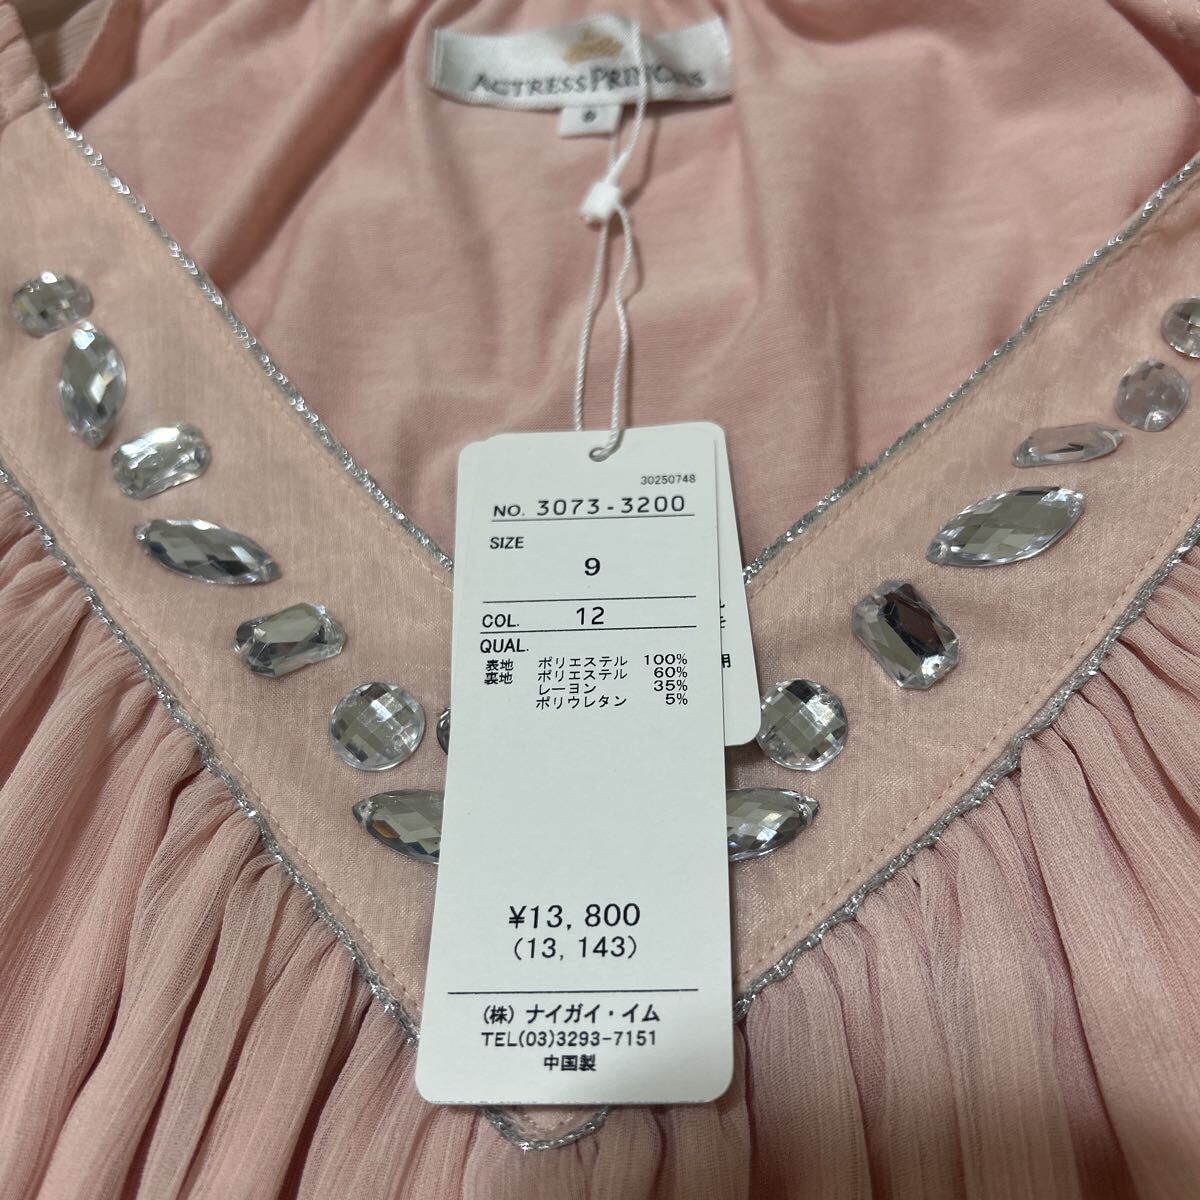 ACTRESS
9
30250748
NO. 3073-3200
SIZE
9
COL. 12
QUAL.
表地 ポリエステル 100%
裏地 ポリエステル 60%
レーヨン 35%
ポリウレタン 5%
用
¥13,800
(13,143)
(株) ナイガイ・イム
TEL(03)3293-7151
中国製